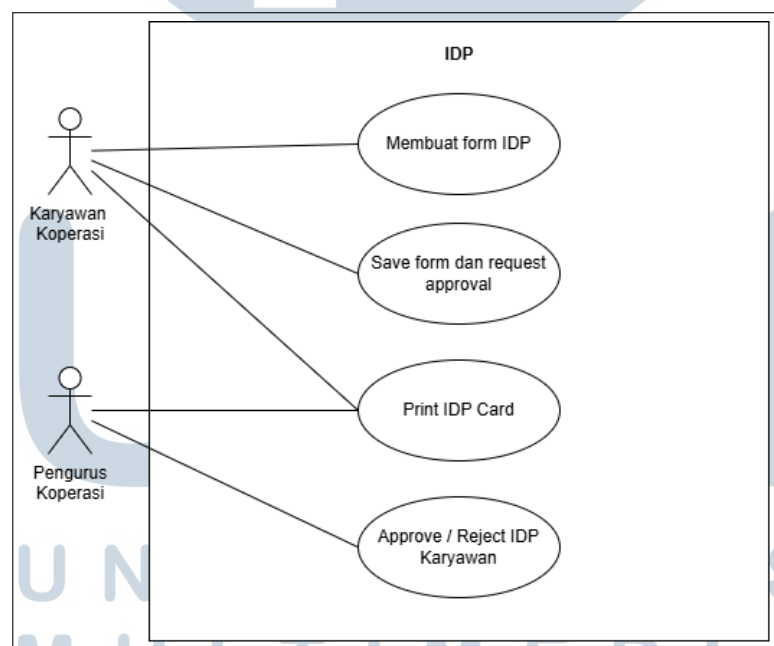 IDP
Membuat form IDP
Karyawan
Koperasi
Save form dan request
approval
Print IDP Card
Pengurus
Koperasi
Approve / Reject IDP
Karyawan
U N